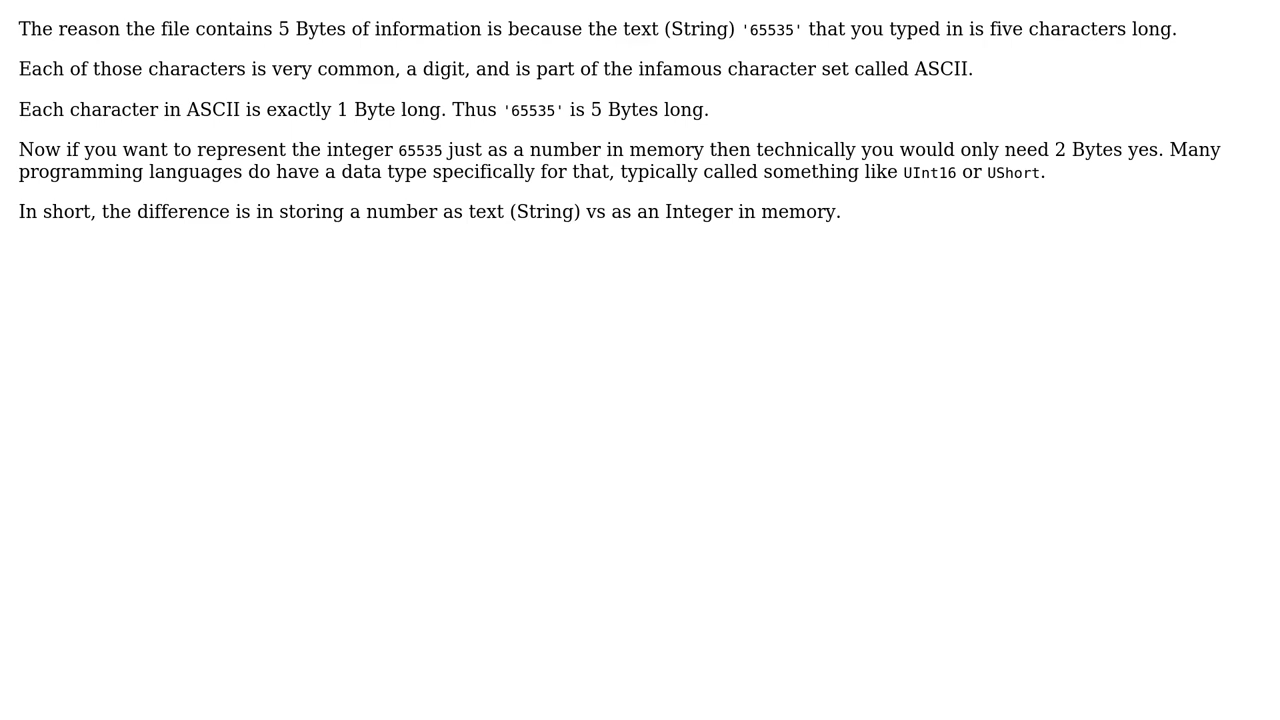 The reason the file contains 5 Bytes of information is because the text (String) '65535' that you typed in is five characters long.
Each of those characters is very common, a digit, and is part of the infamous character set called ASCII.
Each character in ASCII is exactly 1 Byte long. Thus '65535' is 5 Bytes long.
Now if you want to represent the integer 65535 just as a number in memory then technically you would only need 2 Bytes yes. Many
programming languages do have a data type specifically for that, typically called something like UInt16 or UShort.
In short, the difference is in storing a number as text (String) vs as an Integer in memory.